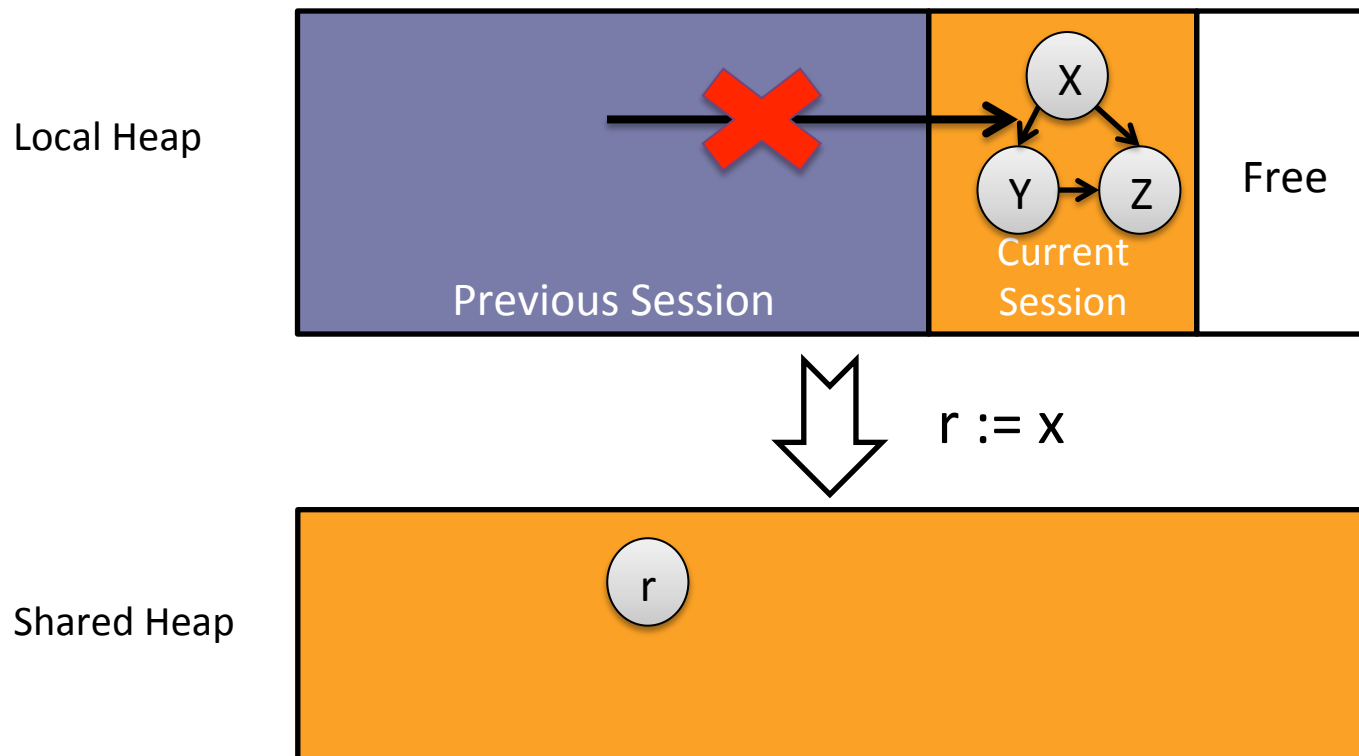 Local Heap
X
Y
Z
Free
Previous Session
Current
Session
r := x
r
Shared Heap